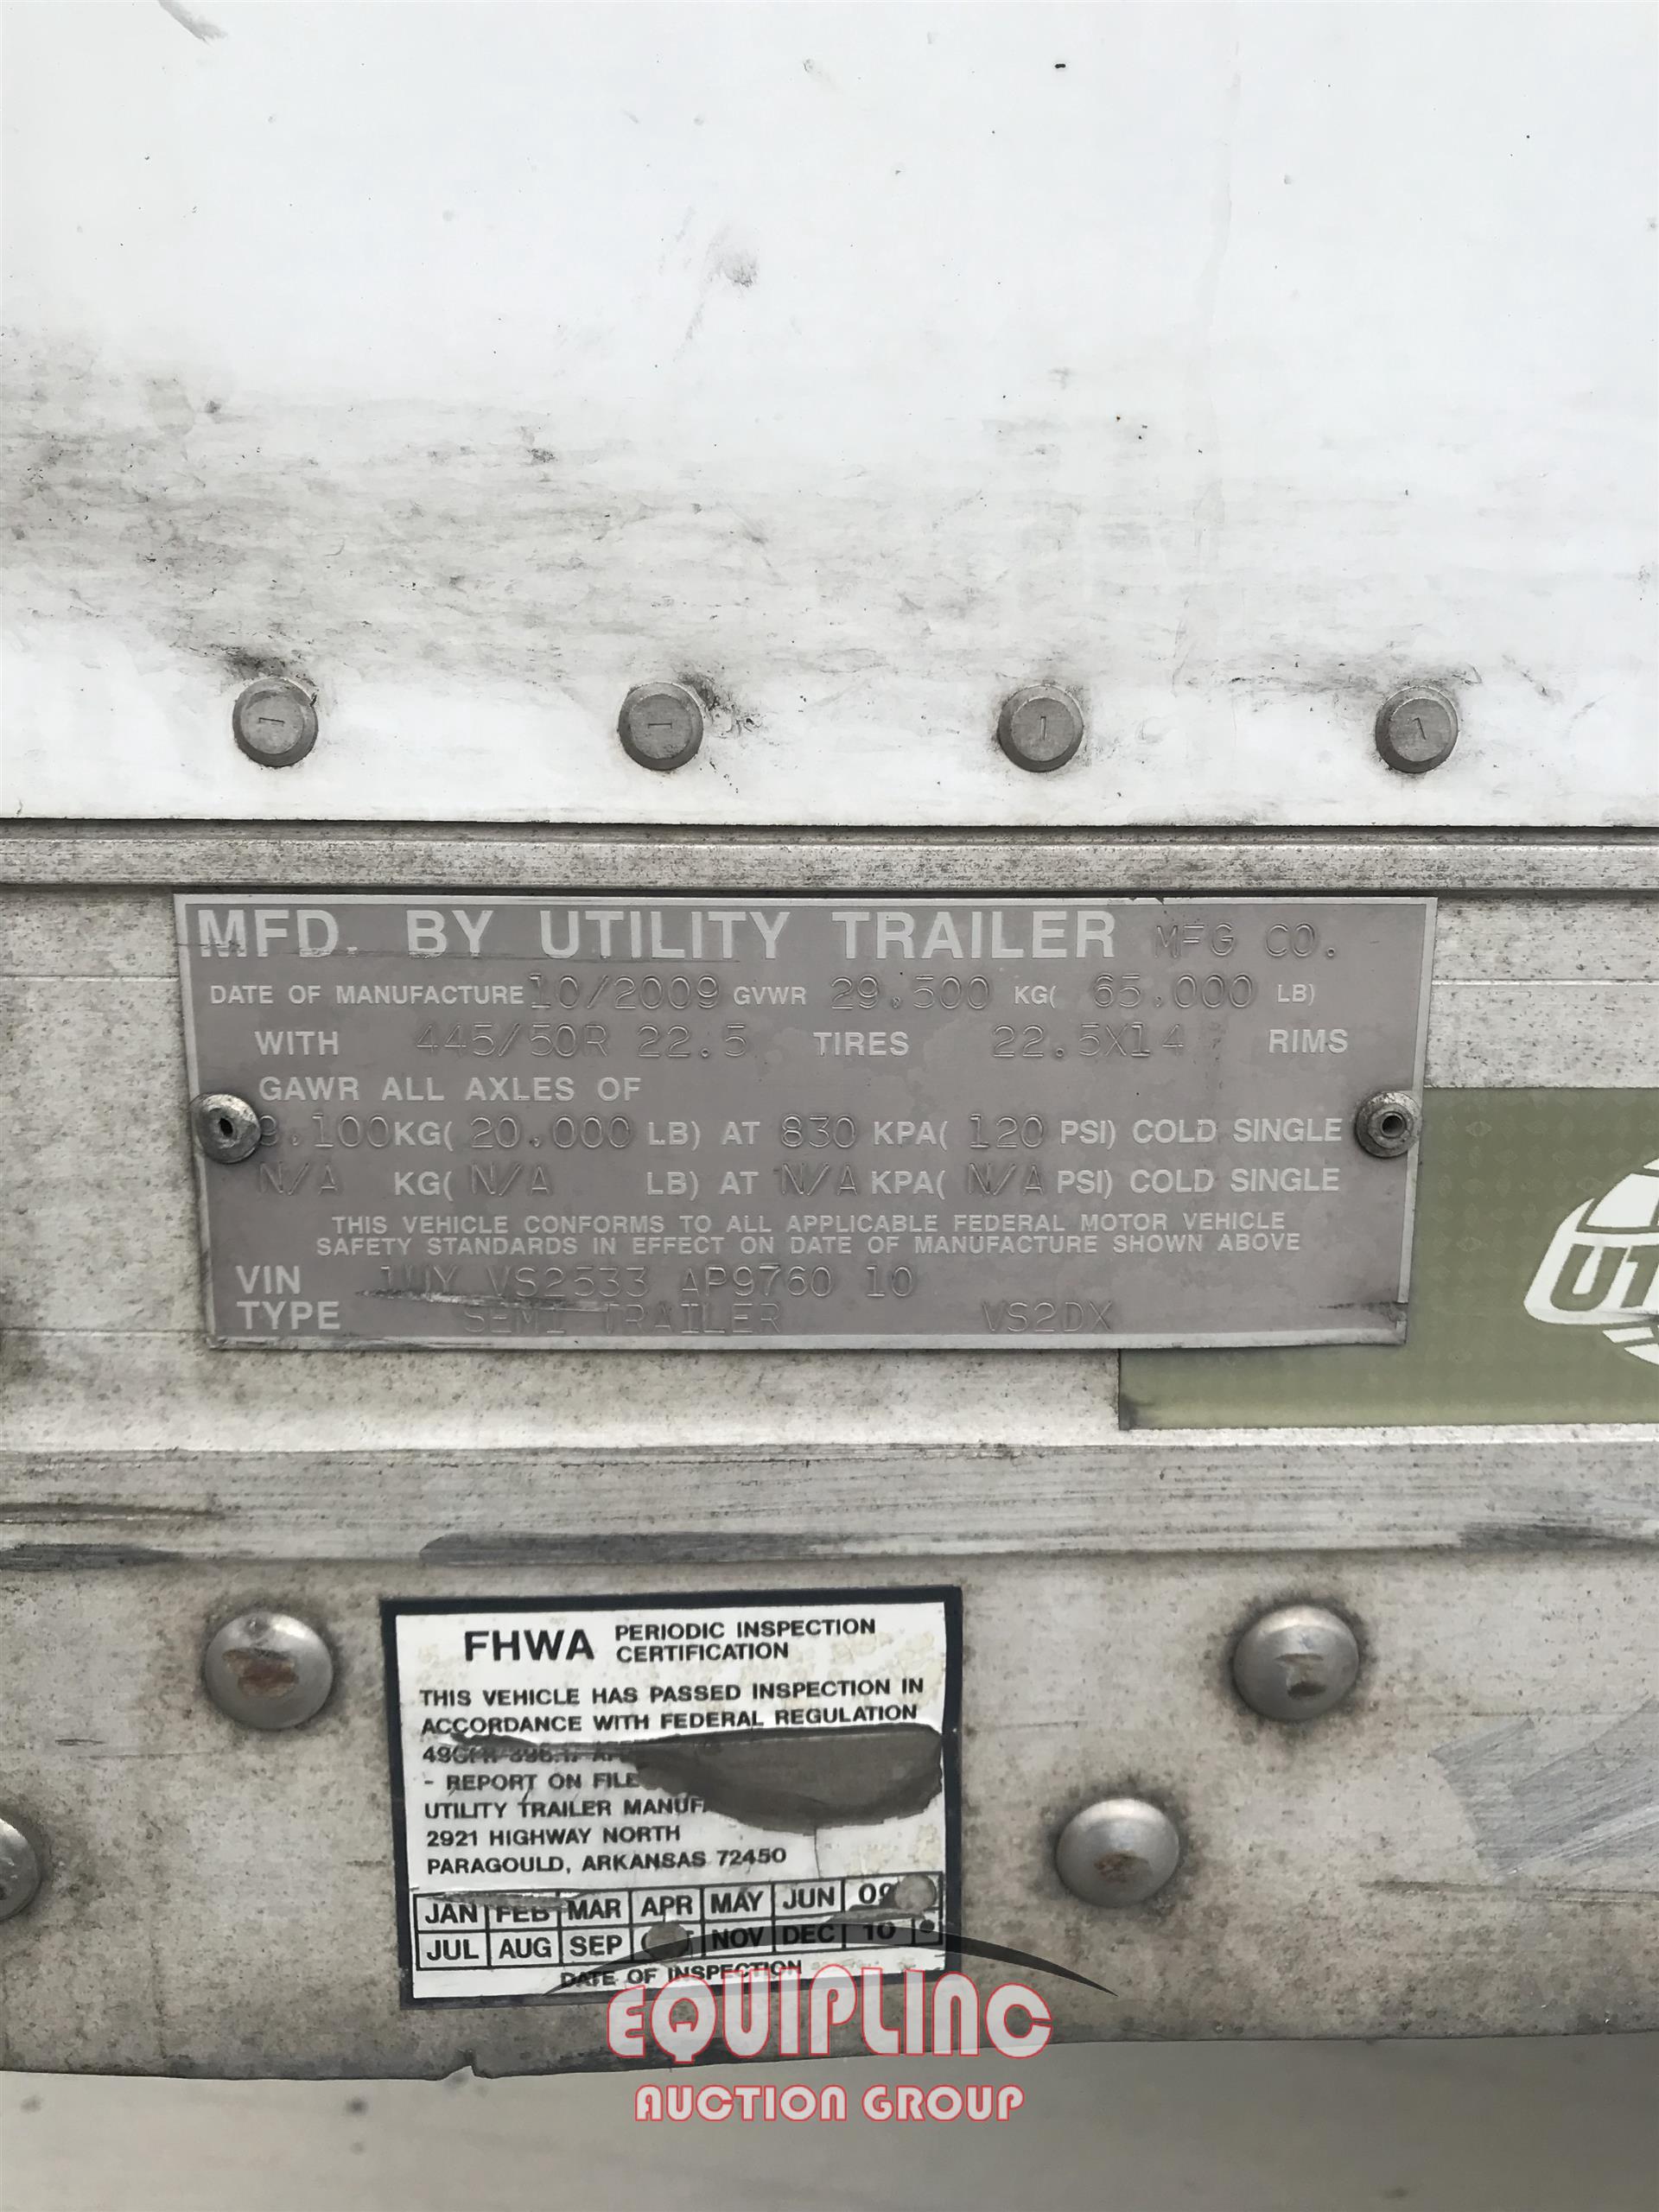 MFD. BY UTILITY TRAILER MFG CO.
DATE OF MANUFACTURE 10/2009 GVWR 29,500 KG( 65,000 LB)
WITH 445/50R 22.5 TIRES 22.5X14 RIMS
GAWR ALL AXLES OF
9,100 KG( 20,000 LB) AT 830 KPA( 120 PSI) COLD SINGLE
N/A KG( N/A LB) AT N/A KPA( N/A PSI) COLD SINGLE
THIS VEHICLE CONFORMS TO ALL APPLICABLE FEDERAL MOTOR VEHICLE
SAFETY STANDARDS IN EFFECT ON DATE OF MANUFACTURE SHOWN ABOVE
VIN 1UUY VS2533 AP9760 10
TYPE SEMI TRAILER VS2DX
FHWA PERIODIC INSPECTION
CERTIFICATION
THIS VEHICLE HAS PASSED INSPECTION IN
ACCORDANCE WITH FEDERAL REGULATION
- REPORT ON FILE
UTILITY TRAILER
2921 HIGHWAY NORTH
PARAGOULD, ARKANSAS 72450
JAN FEB MAR APR MAY JUN 09
JUL AUG SEP NOV DEC 10
DATE OF INSPECTION
EQUIPLINC
AUCTION GROUP